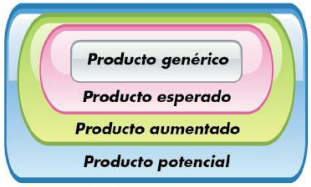 Producto genérico
Producto esperado
Producto aumentado
Producto potencial